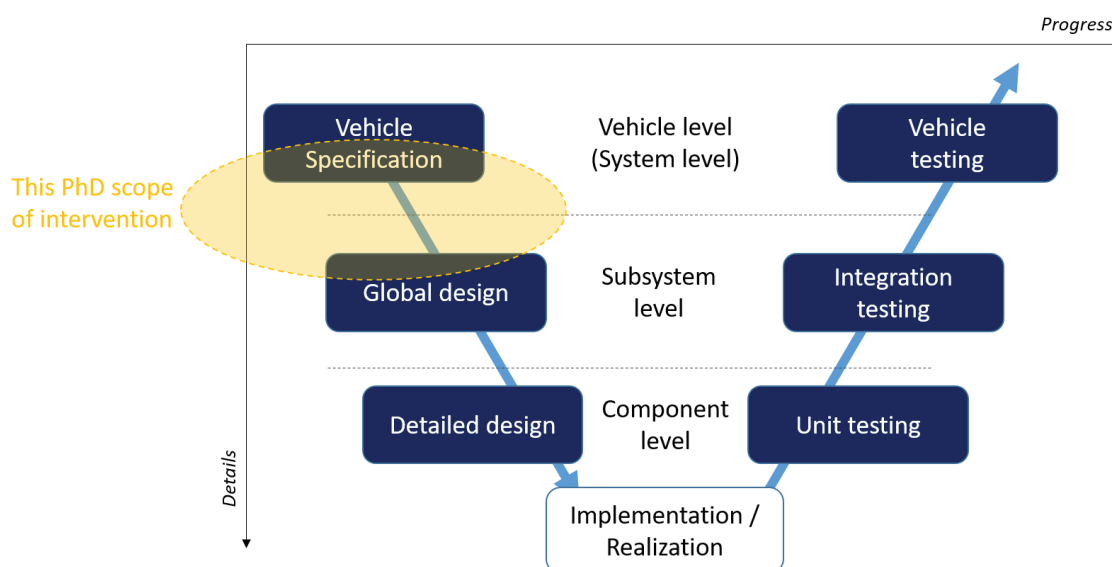 Progress
Vehicle
Specification
Vehicle level
(System level)
Vehicle
testing
This PhD scope
of intervention
Global design
Subsystem
level
Integration
testing
Detailed design
Component
level
Unit testing
Details
Implementation /
Realization